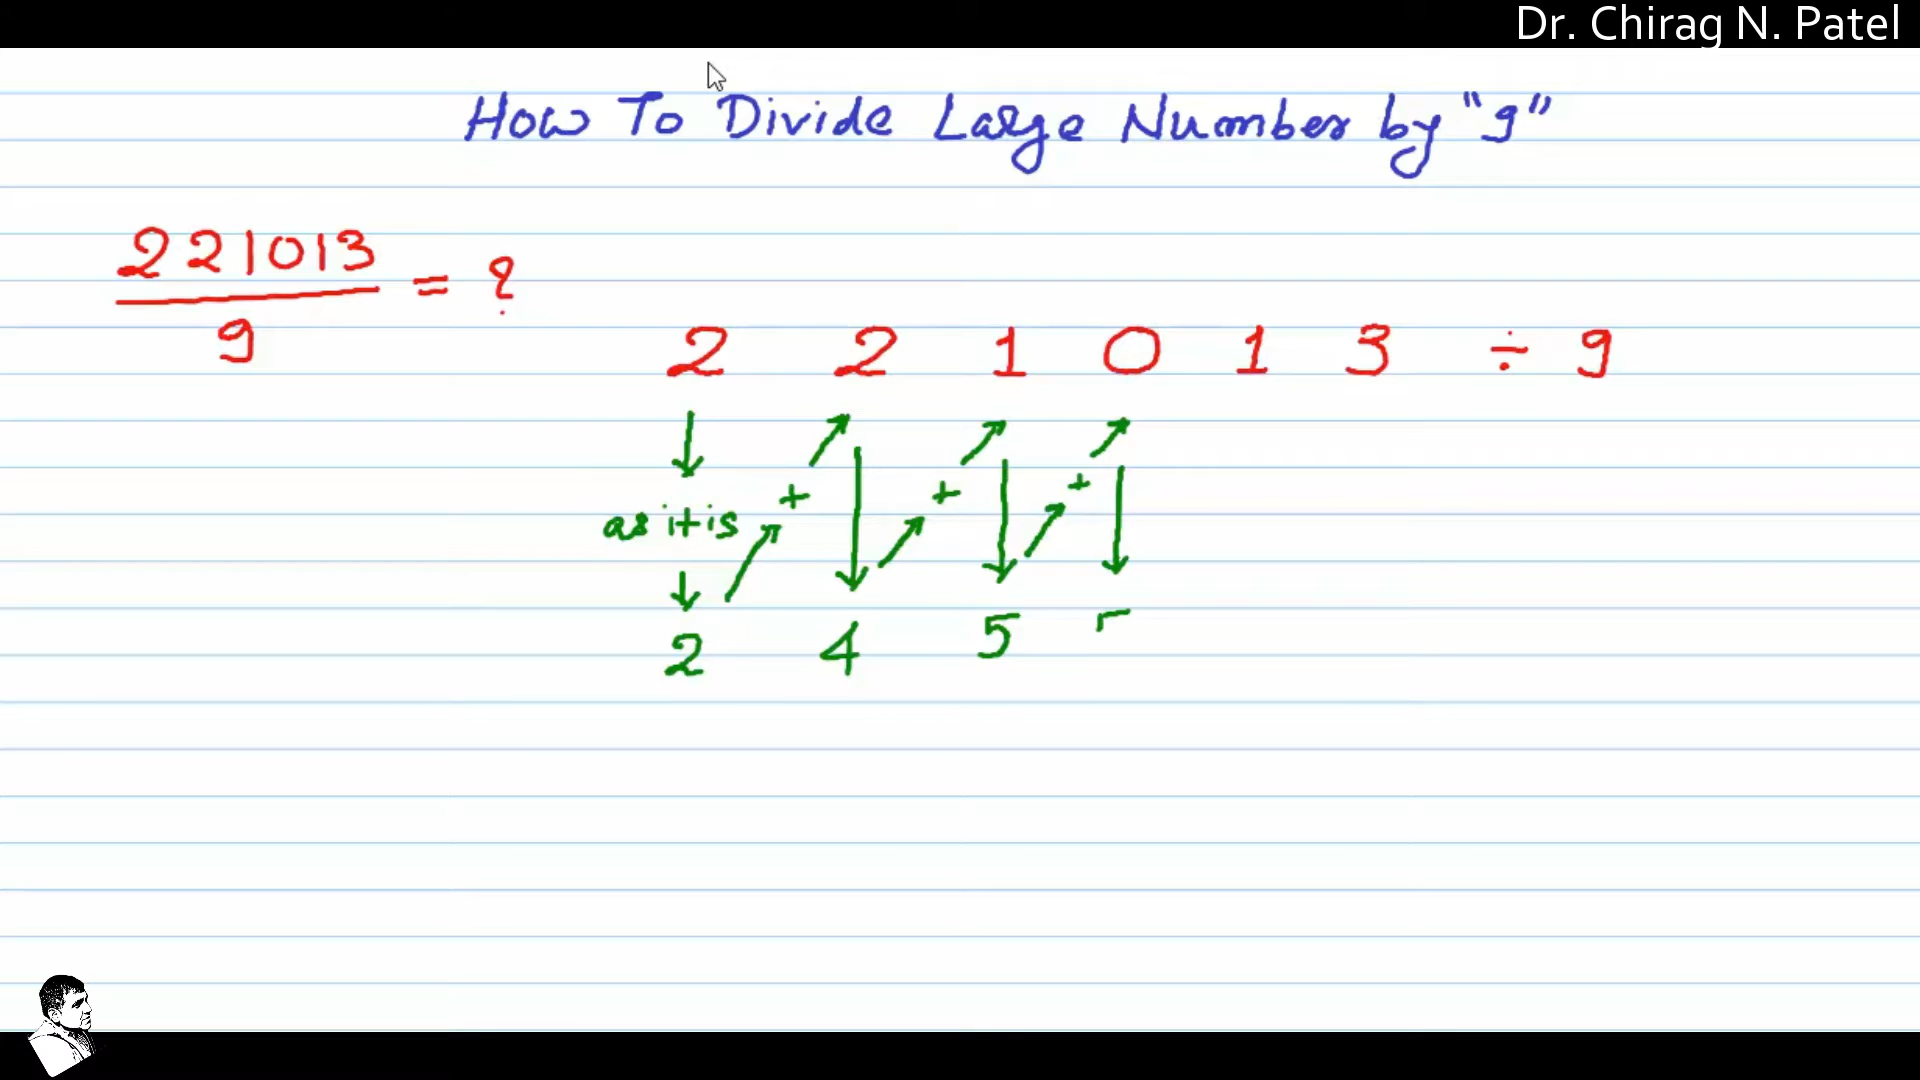 Dr. Chirag N. Patel
How To Divide Large Number by "9"
221013
9
= ?
2 2 1 0 1 3 ÷ 9
+ + +
as it is
2 4 5